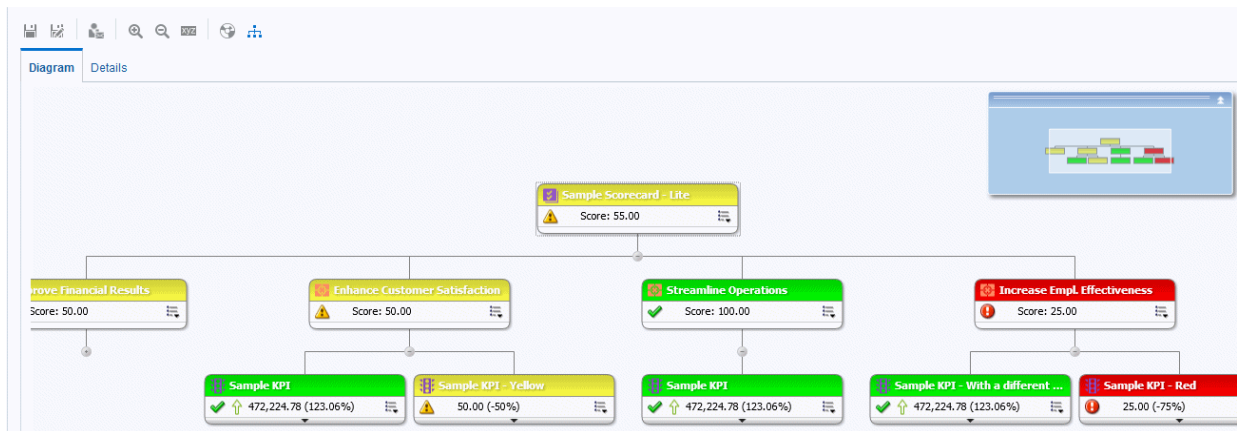 XYZ
Diagram Details
Sample Scorecard - Lite
Score: 55.00
prove Financial Results
Score: 50.00
Enhance Customer Satisfaction
Score: 50.00
Streamline Operations
Score: 100.00
Increase Empl. Effectiveness
Score: 25.00
Sample KPI
472,224.78 (123.06%)
Sample KPI - Yellow
50.00 (-50%)
Sample KPI
472,224.78 (123.06%)
Sample KPI - With a different ...
472,224.78 (123.06%)
Sample KPI - Red
25.00 (-75%)